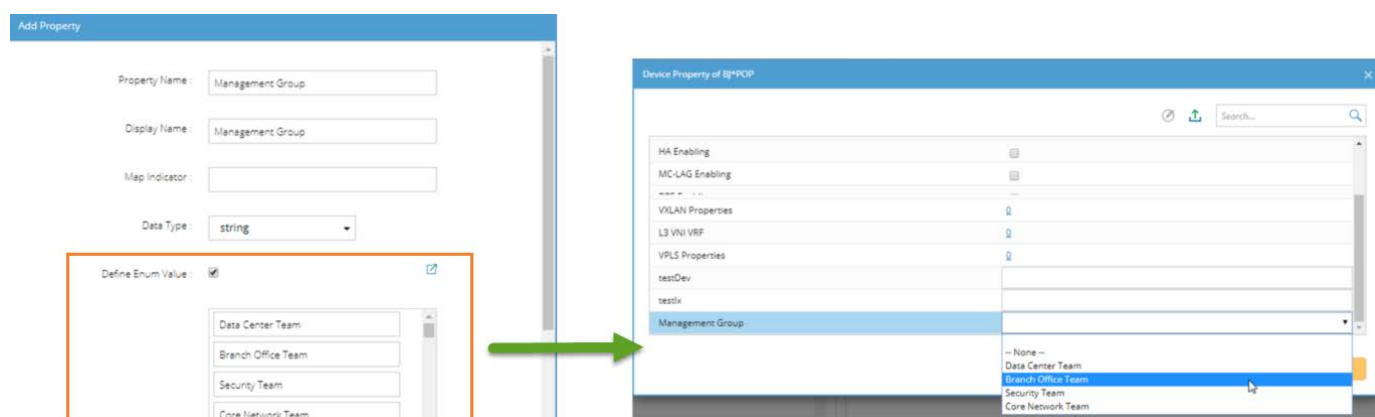 Add Property
Property Name :
Management Group
Display Name :
Management Group
Map Indicator :
Data Type :
string
Define Enum Value :
Data Center Team
Branch Office Team
Security Team
Core Network Team
Device Property of BJ*POP
Search...
HA Enabling
MC-LAG Enabling
VXLAN Properties 0
L3 VNI VRF 0
VPLS Properties 0
testDev
testlx
Management Group
-- None --
Data Center Team
Branch Office Team
Security Team
Core Network Team